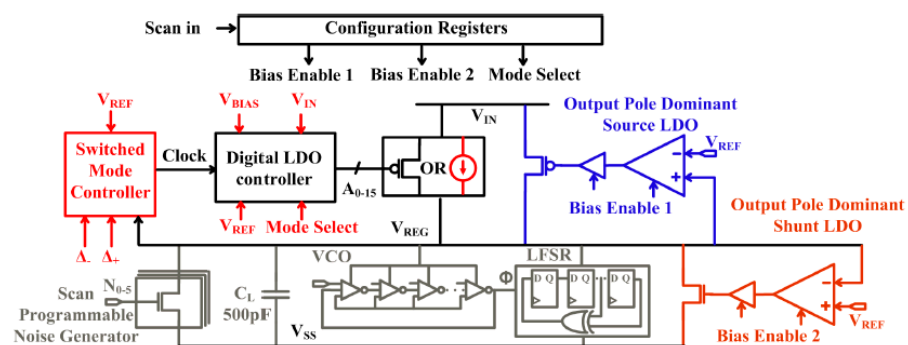 Scan in
Configuration Registers
Bias Enable 1
Bias Enable 2
Mode Select
VREF
VBIAS
VIN
VIN
Output Pole Dominant
Source LDO
VREF
Switched
Mode
Controller
Clock
Digital LDO
controller
A0-15
OR
Bias Enable 1
VREF
Mode Select
VREG
Output Pole Dominant
Shunt LDO
Δ-
Δ+
N0-5
Scan
Programmable
Noise Generator
CL
500pF
VCO
VSS
Φ
LFSR
D Q
D Q
D Q
Bias Enable 2
VREF